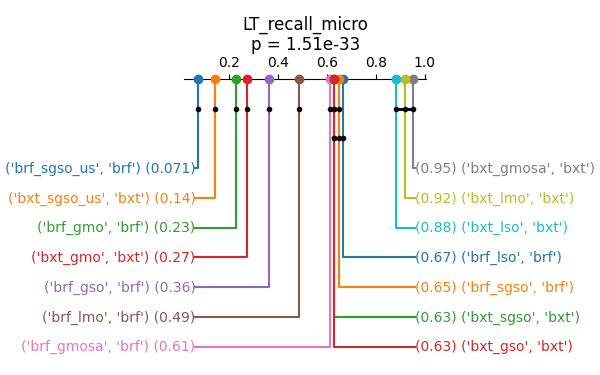 LT_recall_micro
p = 1.51e-33
0.2 0.4 0.6 0.8 1.0
('brf_sgso_us', 'brf') (0.071) (0.95) ('bxt_gmosa', 'bxt')
('bxt_sgso_us', 'bxt') (0.14) (0.92) ('bxt_lmo', 'bxt')
('brf_gmo', 'brf') (0.23) (0.88) ('bxt_lso', 'bxt')
('bxt_gmo', 'bxt') (0.27) (0.67) ('brf_lso', 'brf')
('brf_gso', 'brf') (0.36) (0.65) ('brf_sgso', 'brf')
('brf_lmo', 'brf') (0.49) (0.63) ('bxt_sgso', 'bxt')
('brf_gmosa', 'brf') (0.61) (0.63) ('bxt_gso', 'bxt')